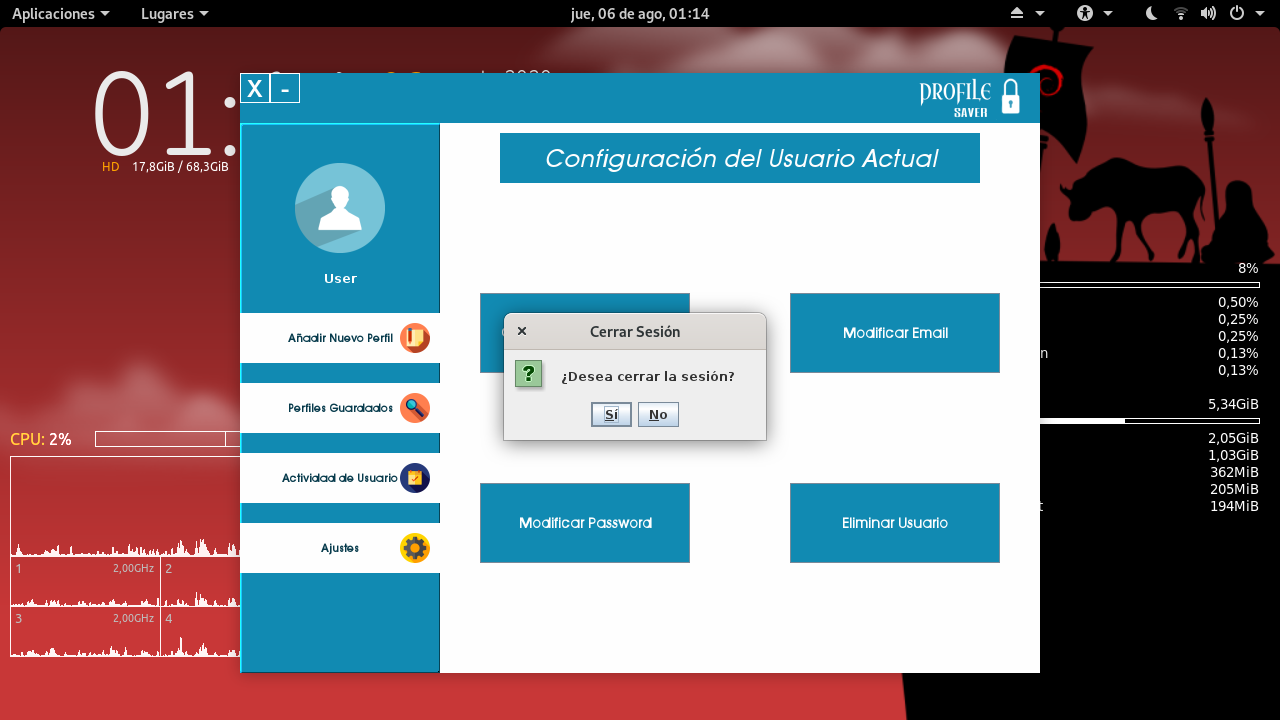 Aplicaciones
Lugares
jue, 06 de ago, 01:14
01:
HD 17,8GiB / 68,3GiB
X
-
PROFILE
SAVER
Configuración del Usuario Actual
User
Añadir Nuevo Perfil
Perfiles Guardados
Actividad de Usuario
Ajustes
Modificar Email
Modificar Password
Eliminar Usuario
Cerrar Sesión
?
¿Desea cerrar la sesión?
Sí
No
CPU: 2%
1 2,00GHz 2
3 2,00GHz 4
8%
0,50%
0,25%
0,25%
0,13%
0,13%
5,34GiB
2,05GiB
1,03GiB
362MiB
205MiB
194MiB